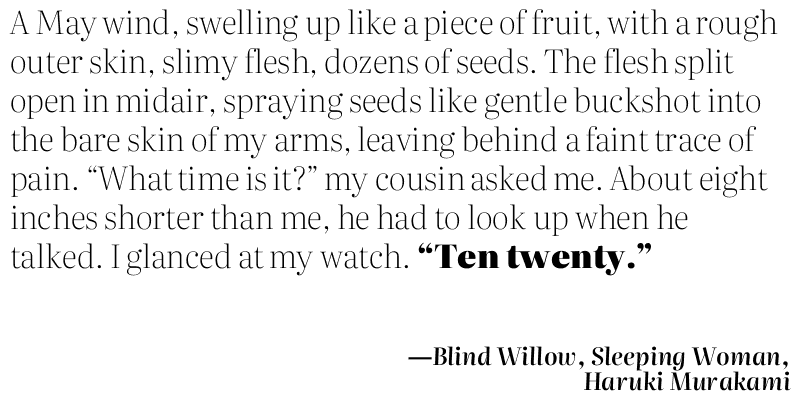 A May wind, swelling up like a piece of fruit, with a rough
outer skin, slimy flesh, dozens of seeds. The flesh split
open in midair, spraying seeds like gentle buckshot into
the bare skin of my arms, leaving behind a faint trace of
pain. “What time is it?” my cousin asked me. About eight
inches shorter than me, he had to look up when he
talked. I glanced at my watch. “Ten twenty.”
—Blind Willow, Sleeping Woman,
Haruki Murakami